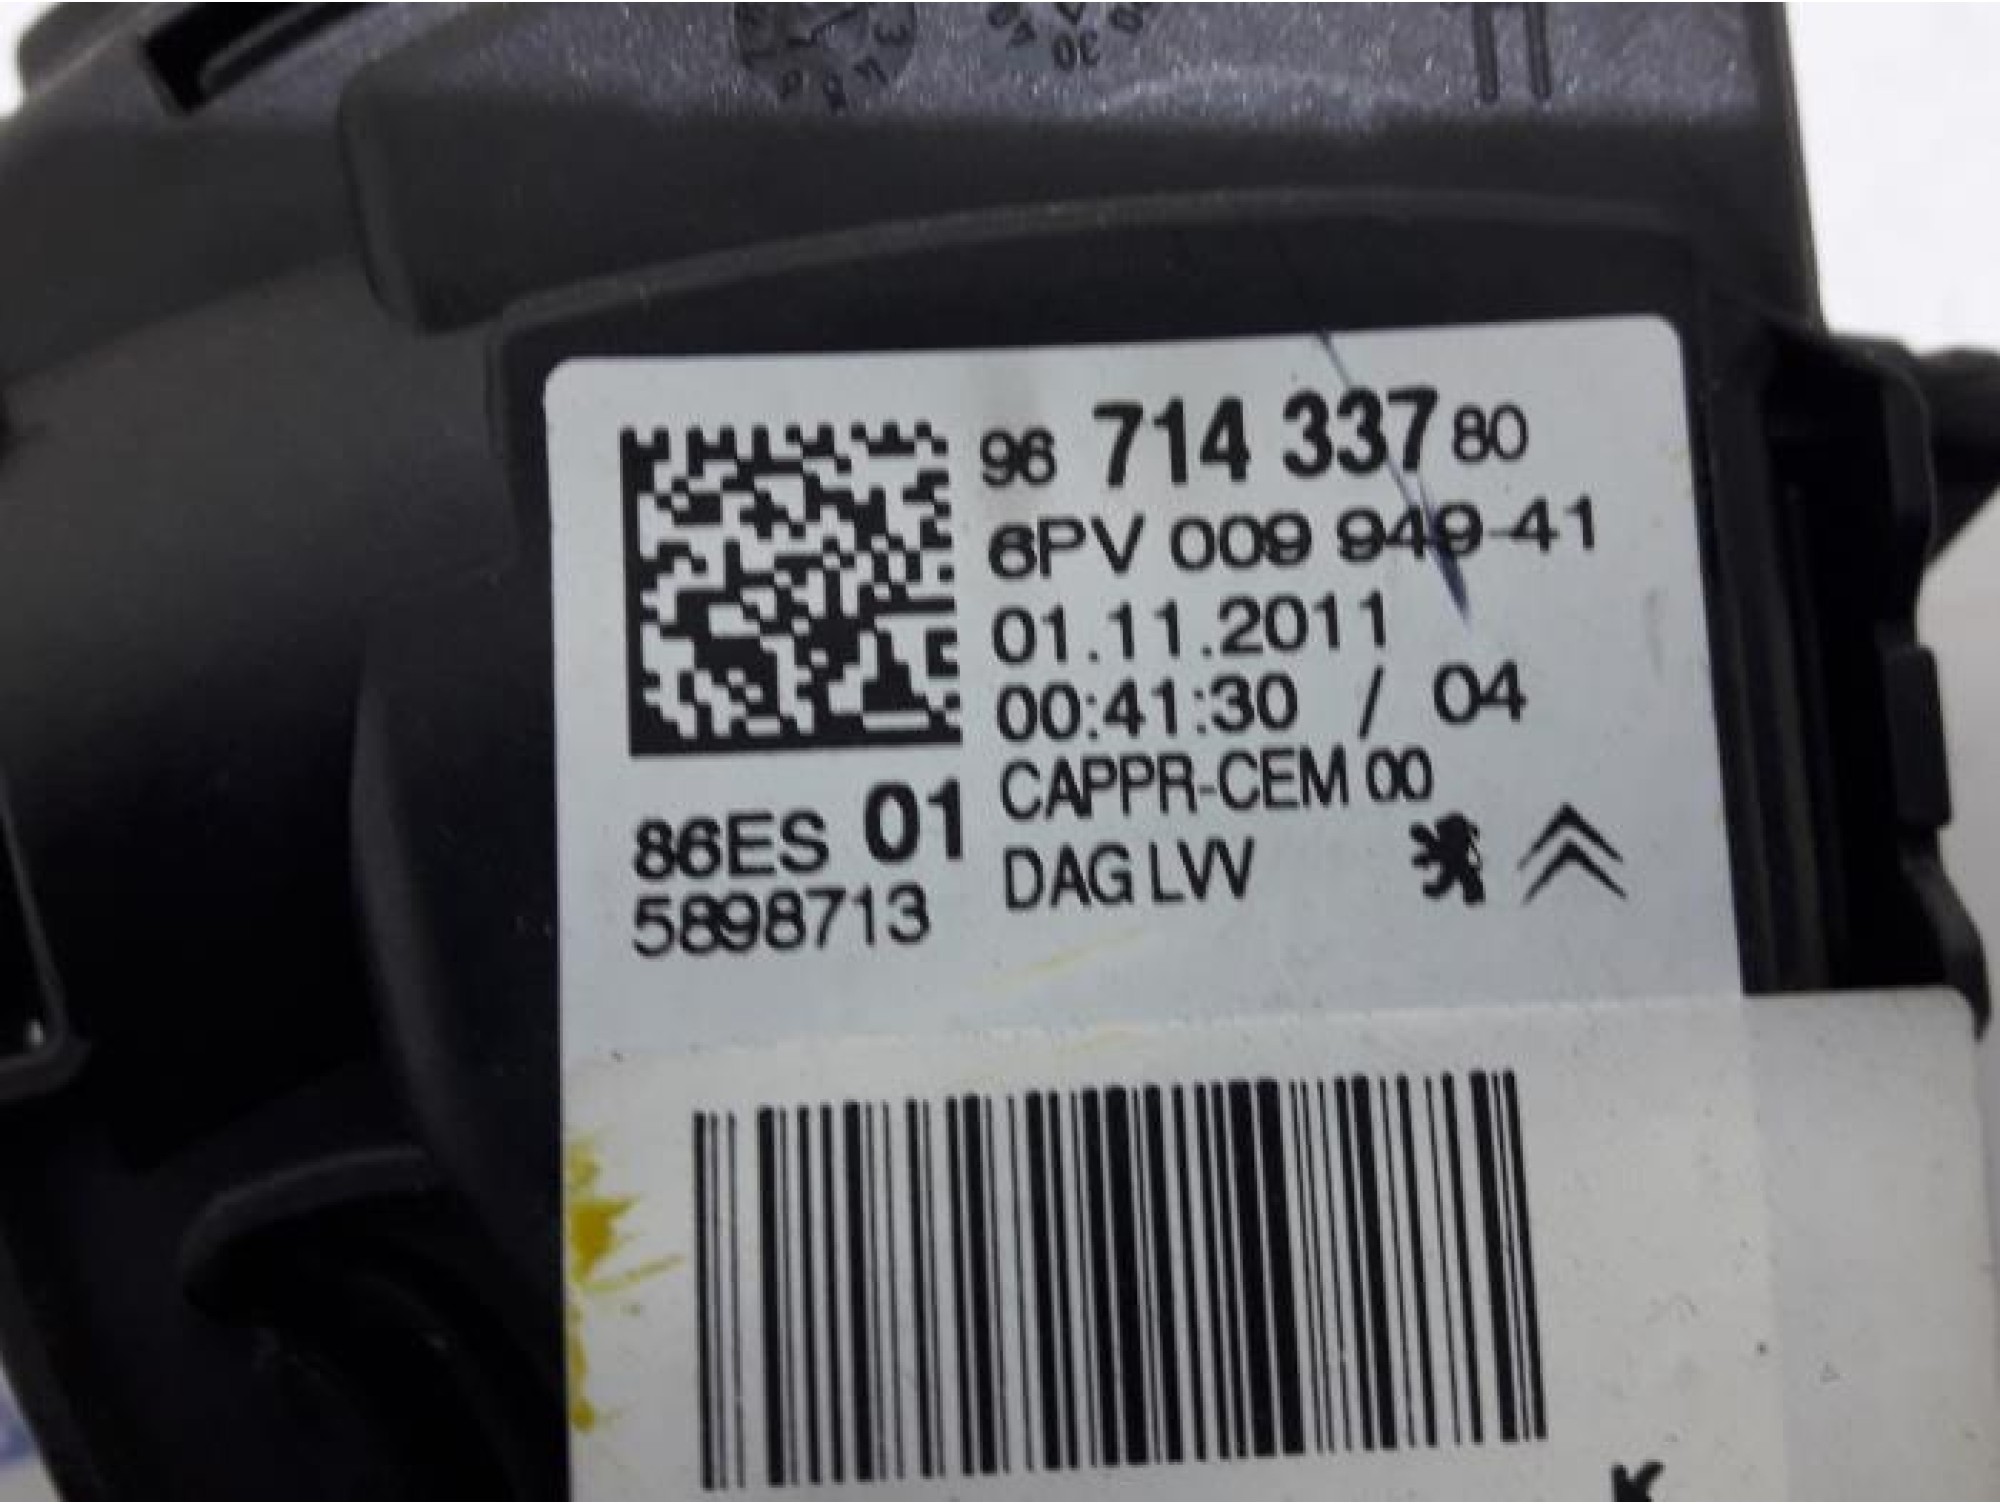 96 714 337 80
6PV 009 949-41
01.11.2011
00:41:30 / 04
CAPPR-CEM 00
DAG LVV
86ES 01
5898713
K